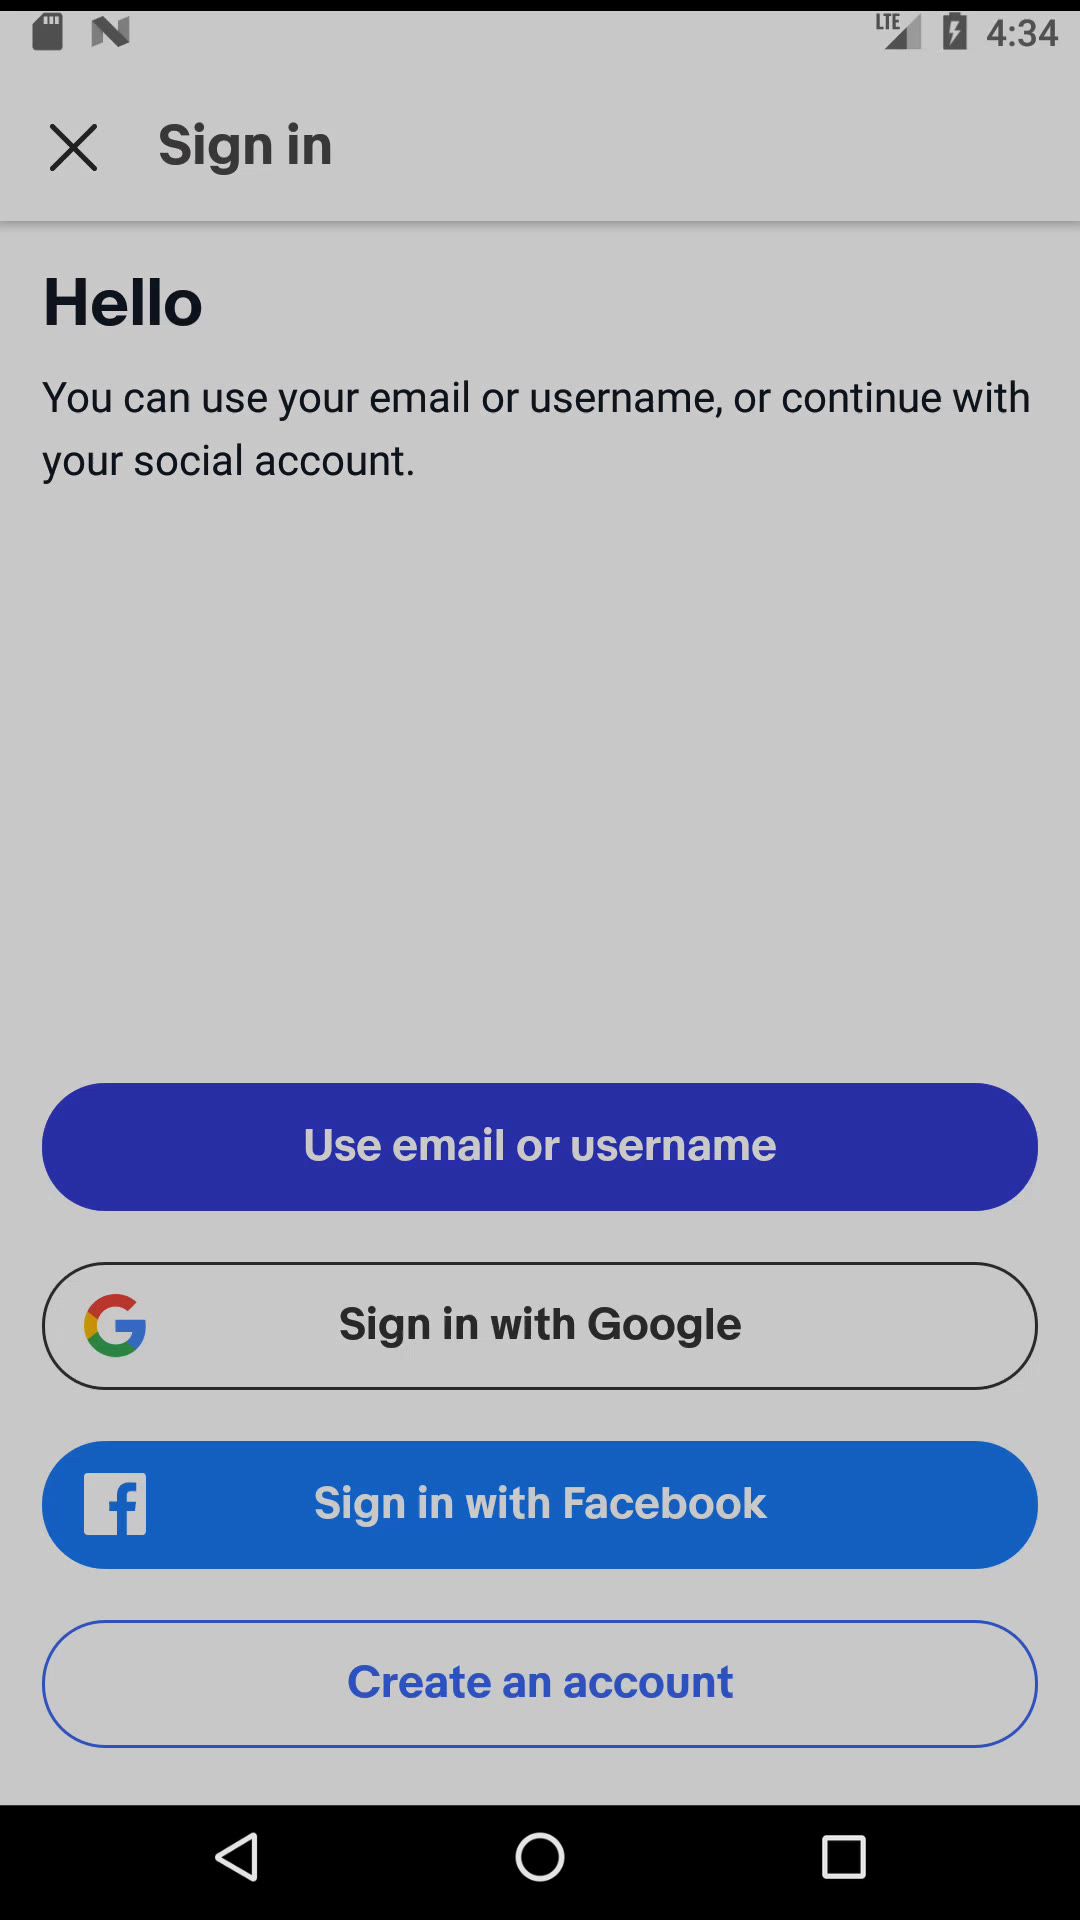 LTE 4:34
Sign in
Hello
You can use your email or username, or continue with
your social account.
Use email or username
Sign in with Google
Sign in with Facebook
Create an account